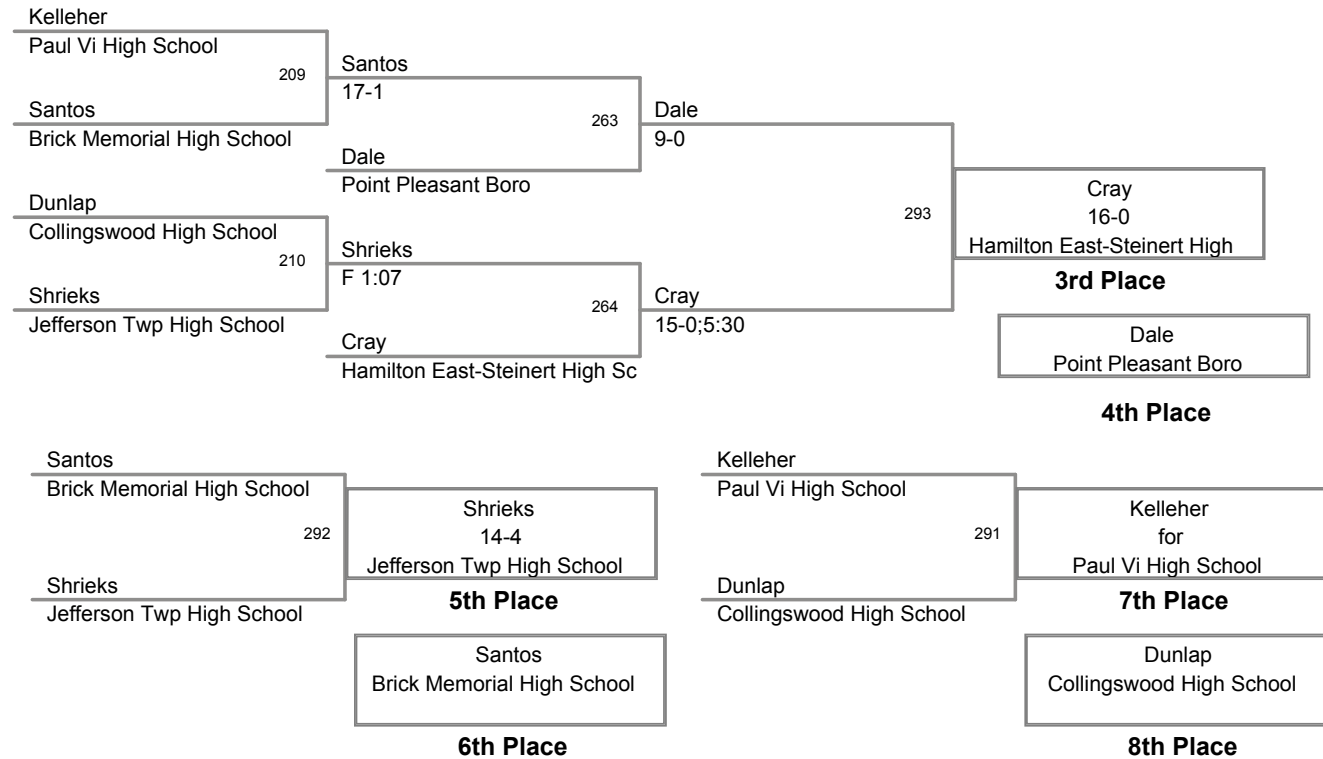 Kelleher
Paul Vi High School
209
Santos
17-1
Santos
Brick Memorial High School
263
Dale
9-0
Dale
Point Pleasant Boro
Dunlap
Collingswood High School
293
Cray
16-0
Hamilton East-Steinert High
3rd Place
210
Shrieks
F 1:07
Shrieks
Jefferson Twp High School
264
Cray
15-0;5:30
Cray
Hamilton East-Steinert High Sc
Dale
Point Pleasant Boro
4th Place
Santos
Brick Memorial High School
292
Shrieks
14-4
Jefferson Twp High School
Shrieks
Jefferson Twp High School
5th Place
Santos
Brick Memorial High School
6th Place
Kelleher
Paul Vi High School
291
Kelleher
for
Paul Vi High School
Dunlap
Collingswood High School
7th Place
Dunlap
Collingswood High School
8th Place